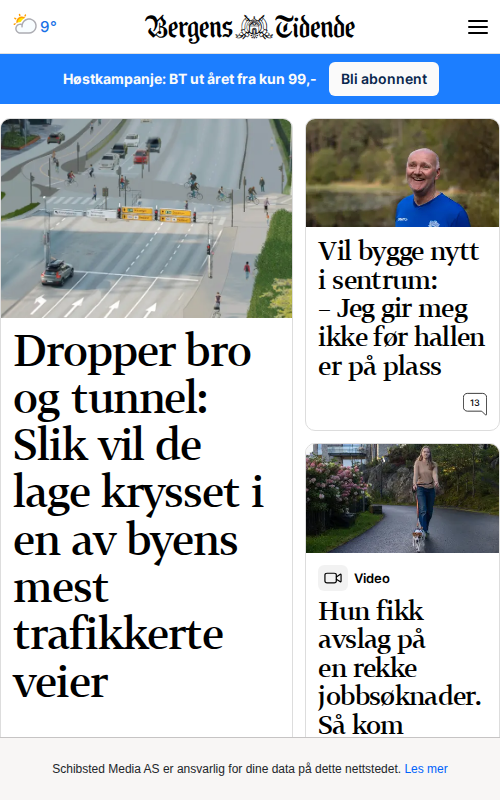 9°
Bergens Tidende
Høstkampanje: BT ut året fra kun 99,-
Bli abonnent
Dropper bro
og tunnel:
Slik vil de
lage krysset i
en av byens
mest
trafikkerte
veier
Vil bygge nytt
i sentrum:
– Jeg gir meg
ikke før hallen
er på plass
13
Video
Hun fikk
avslag på
en rekke
jobbsøknader.
Så kom
Schibsted Media AS er ansvarlig for dine data på dette nettstedet. Les mer